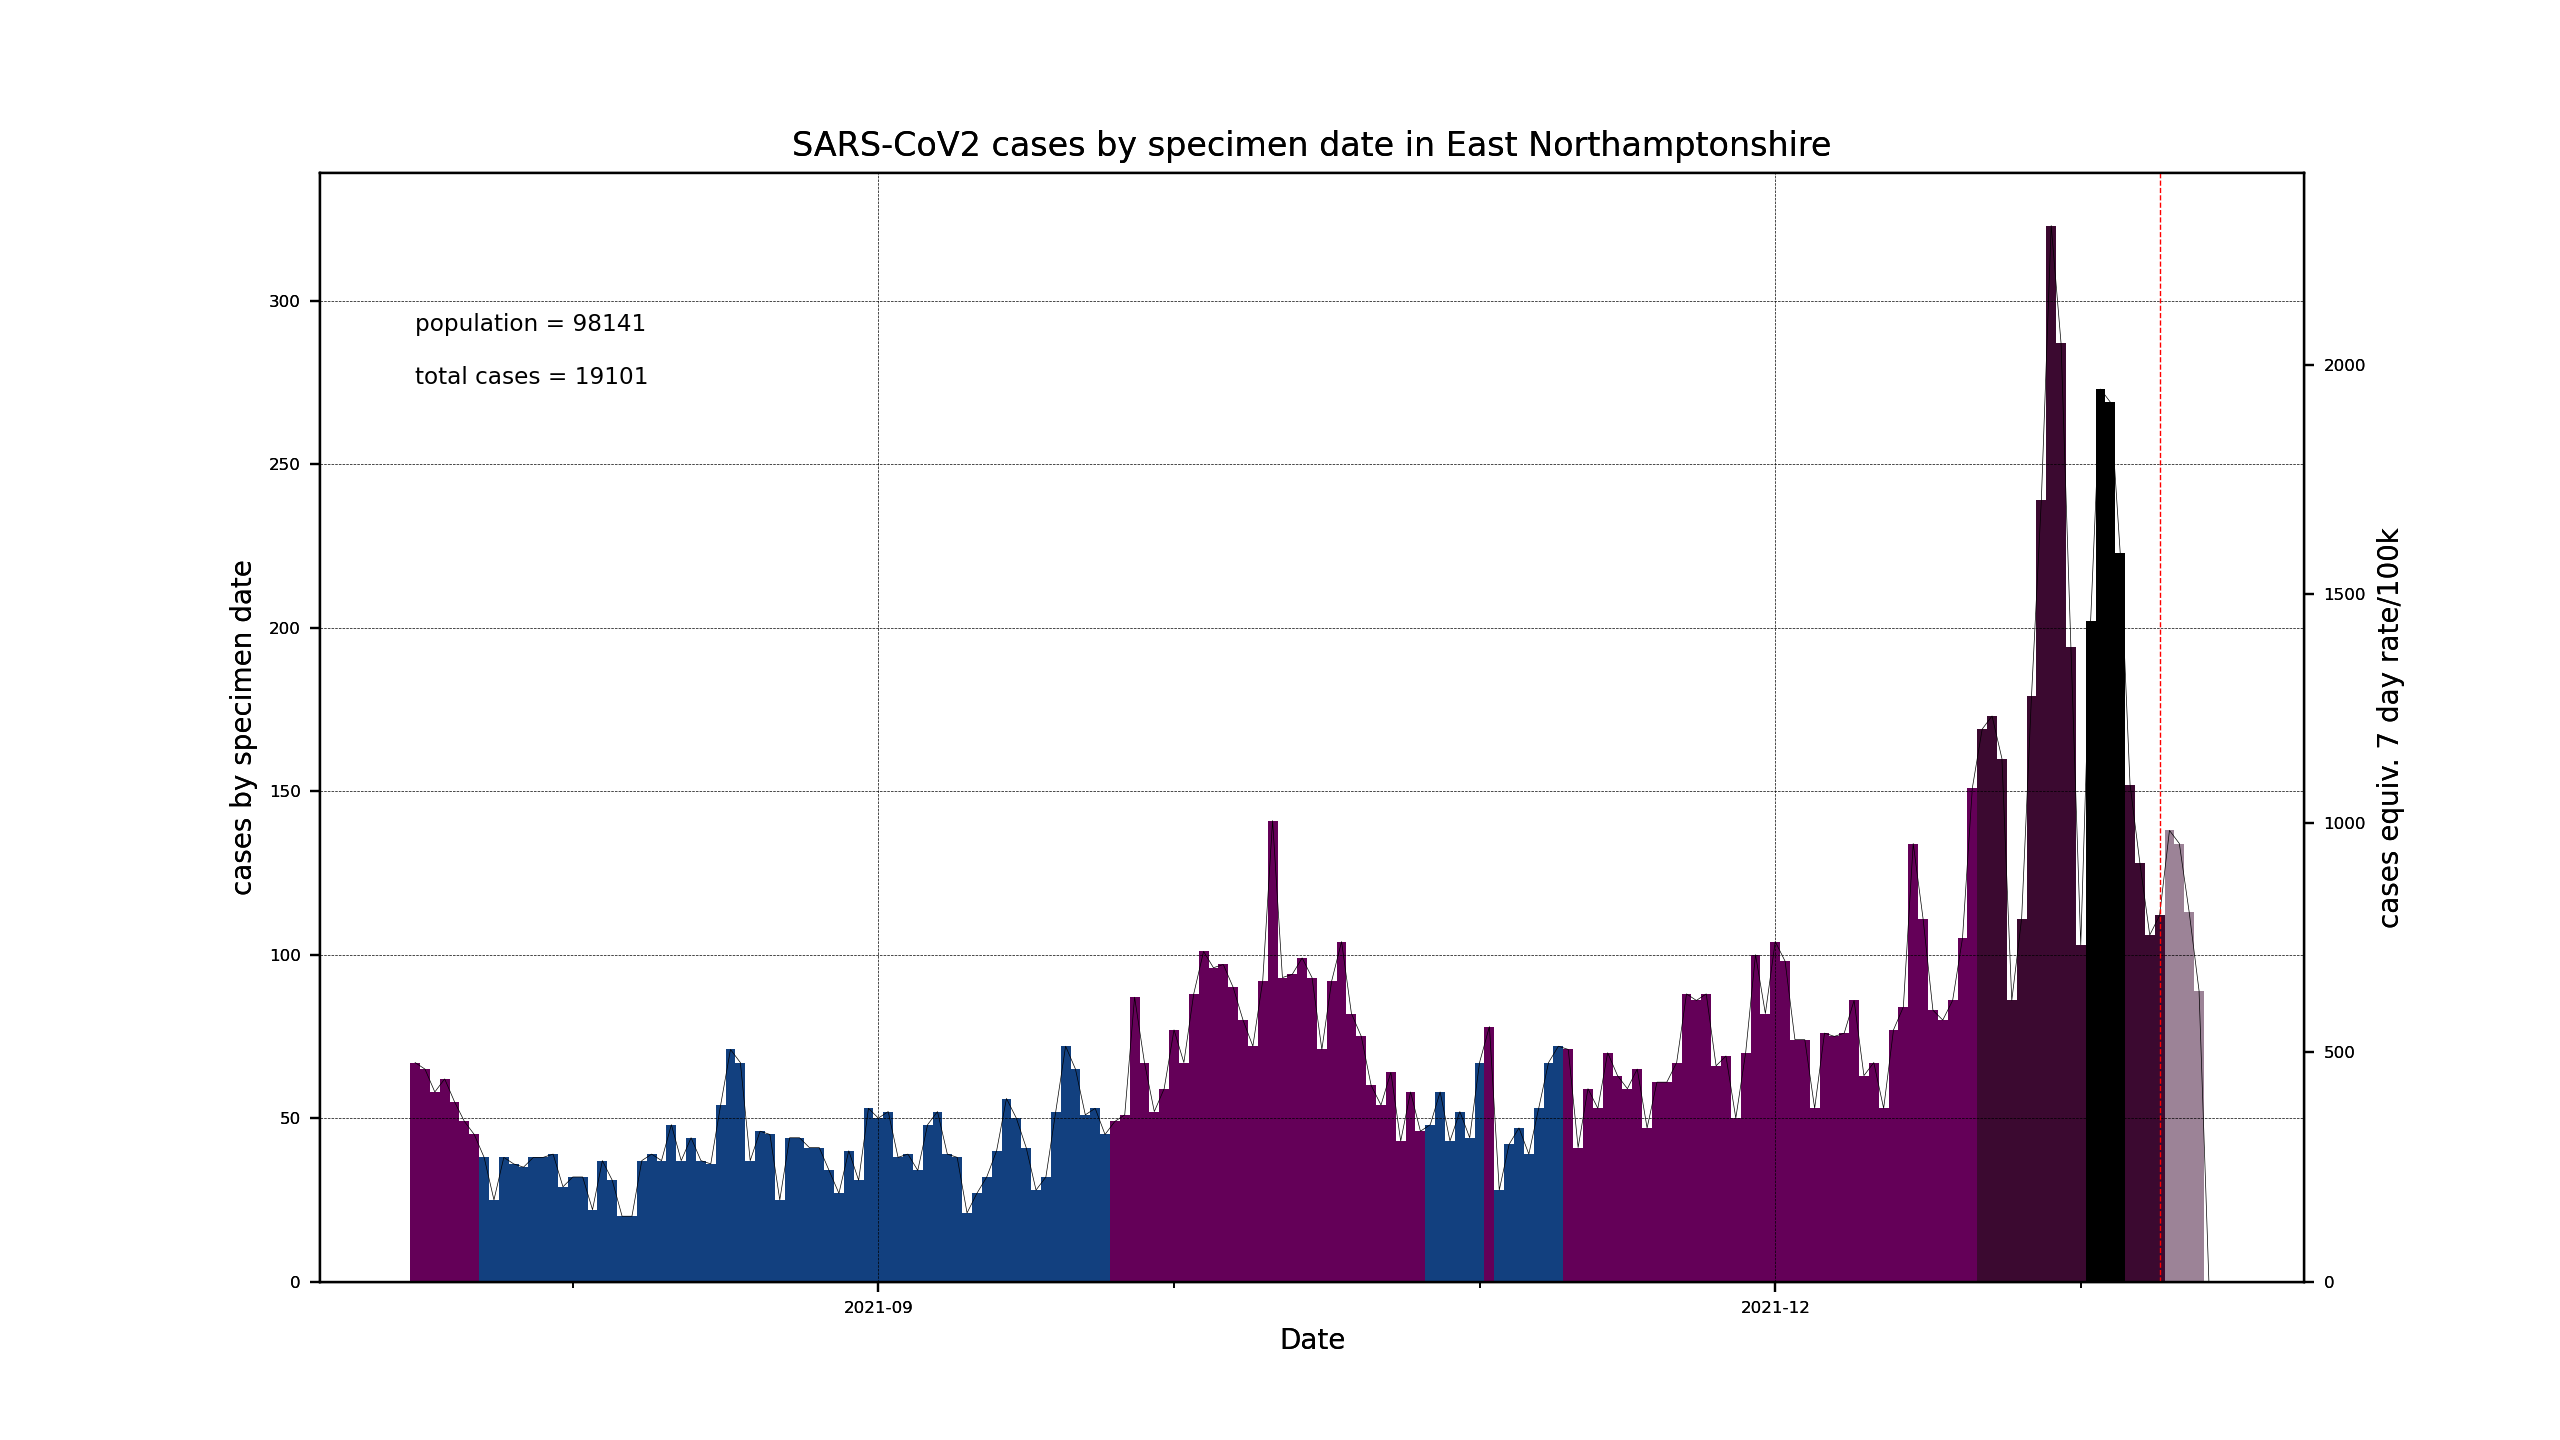 SARS-CoV2 cases by specimen date in East Northamptonshire
population = 98141
total cases = 19101
cases by specimen date
300
250
200
150
100
50
0
2000
1500
1000
500
0
cases equiv. 7 day rate/100k
2021-09
2021-12
Date